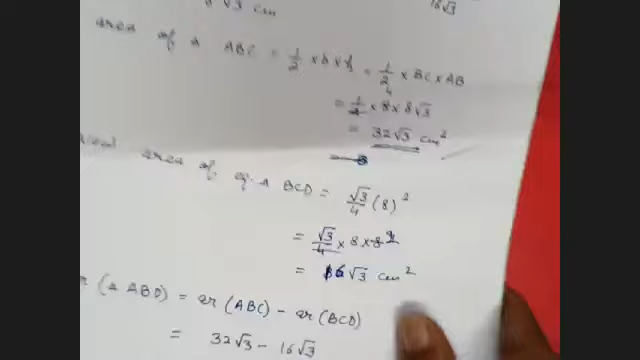 8√3 cm
16√3
area of Δ ABC = 1/2 × b × h = 1/2 × BC × AB
= 1/2 × 8 × 8√3
4
= 32√3 cm²
area of eq. Δ BCD = √3/4 (8)²
= √3/4 × 8 × 8 2
= 16√3 cm²
(Δ ABD) = ar (ABC) - ar (BCD)
= 32√3 - 16√3